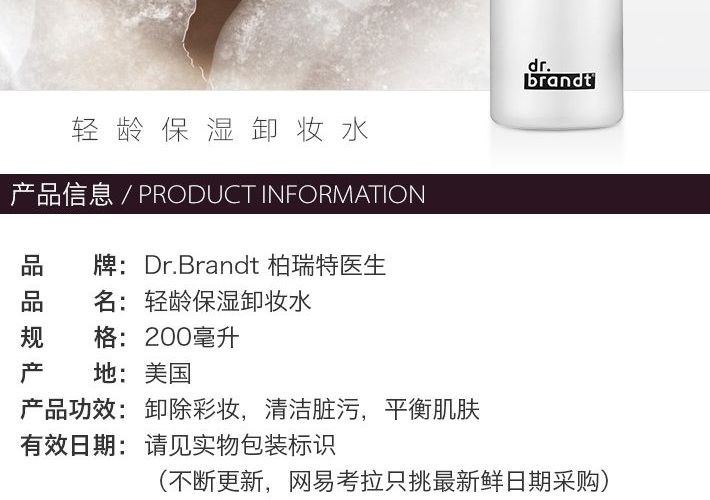 dr.
brandt
轻龄保湿卸妆水
产品信息 / PRODUCT INFORMATION
品牌：Dr.Brandt 柏瑞特医生
品名：轻龄保湿卸妆水
规格：200毫升
产地：美国
产品功效：卸除彩妆，清洁脏污，平衡肌肤
有效日期：请见实物包装标识
（不断更新，网易考拉只挑最新鲜日期采购）